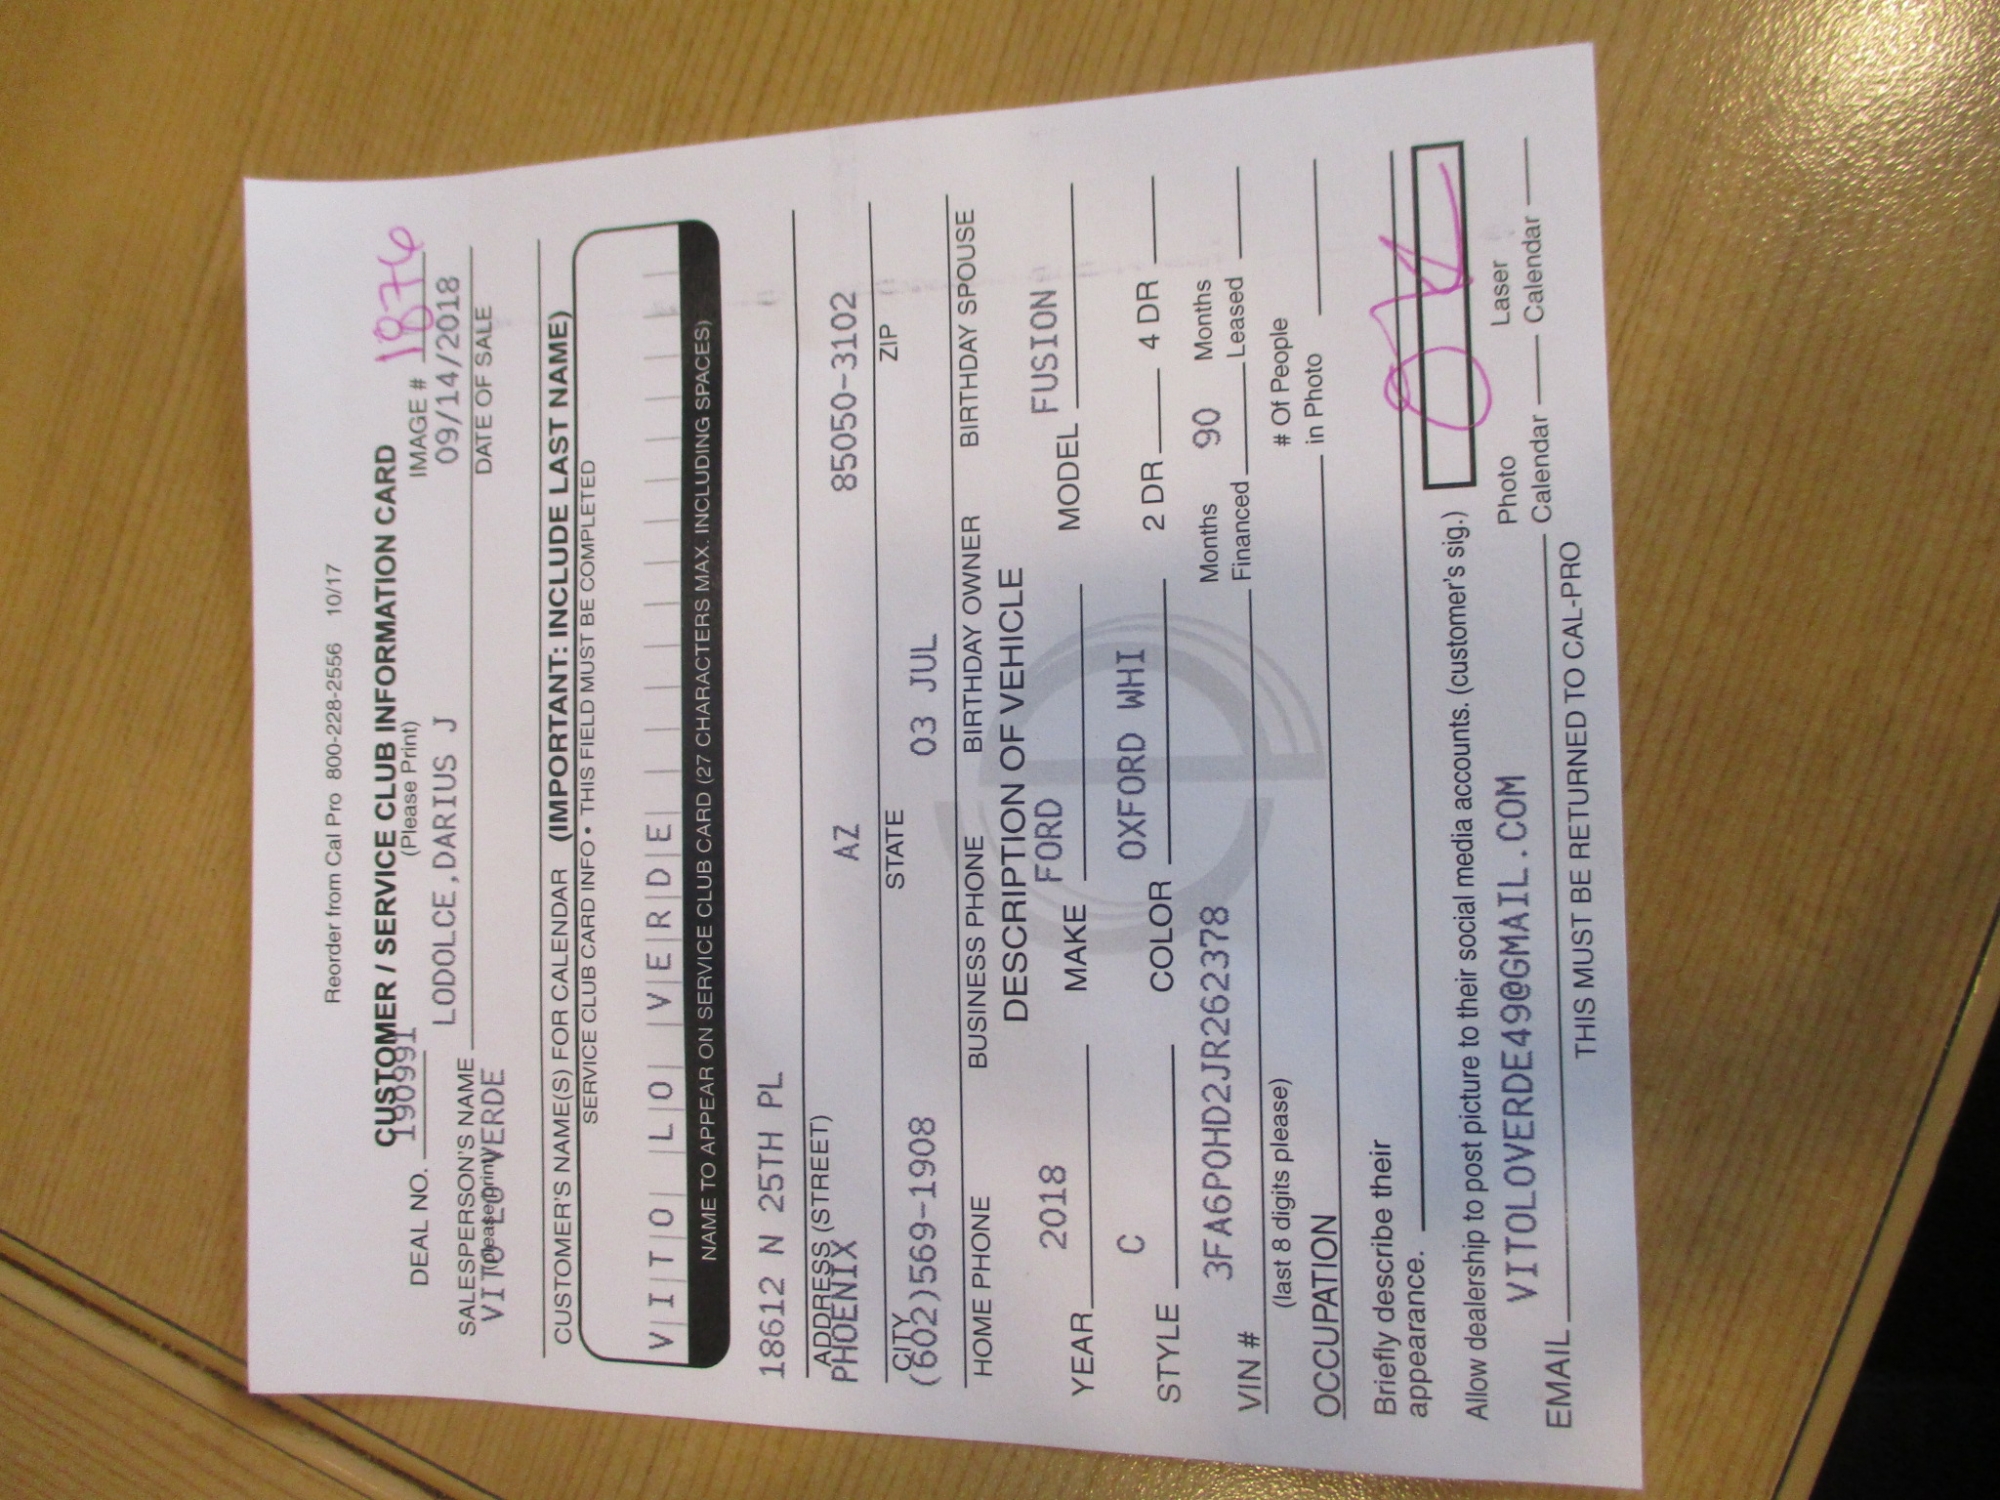 Reorder from Cal Pro 800-228-2556 10/17
CUSTOMER / SERVICE CLUB INFORMATION CARD
(Please Print)
DEAL NO. 1909991 IMAGE # 1876
LODOLCE,DARIUS J 09/14/2018
SALESPERSON'S NAME DATE OF SALE
(please print)
VITO LO VERDE
CUSTOMER'S NAME(S) FOR CALENDAR (IMPORTANT: INCLUDE LAST NAME)
SERVICE CLUB CARD INFO • THIS FIELD MUST BE COMPLETED
VITO LO VERDE
NAME TO APPEAR ON SERVICE CLUB CARD (27 CHARACTERS MAX. INCLUDING SPACES)
18612 N 25TH PL
ADDRESS (STREET)
PHOENIX AZ 85050-3102
CITY STATE ZIP
(602)569-1908 03 JUL
HOME PHONE BUSINESS PHONE BIRTHDAY OWNER BIRTHDAY SPOUSE
DESCRIPTION OF VEHICLE
YEAR 2018 MAKE FORD MODEL FUSION
STYLE C COLOR OXFORD WHI 2 DR 4 DR
VIN # 3FA6P0HD2JR262378 Months Financed 90 Months Leased
(last 8 digits please)
OCCUPATION # Of People in Photo
Briefly describe their
appearance.
Allow dealership to post picture to their social media accounts. (customer's sig.)
EMAIL VITOLOVERDE49@GMAIL.COM Photo Calendar Laser Calendar
THIS MUST BE RETURNED TO CAL-PRO